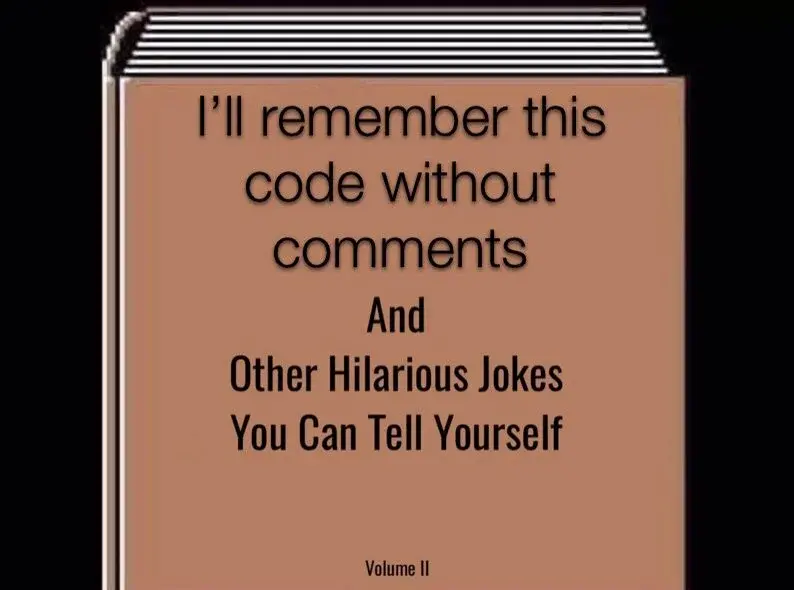 I’ll remember this
code without
comments
And
Other Hilarious Jokes
You Can Tell Yourself
Volume II